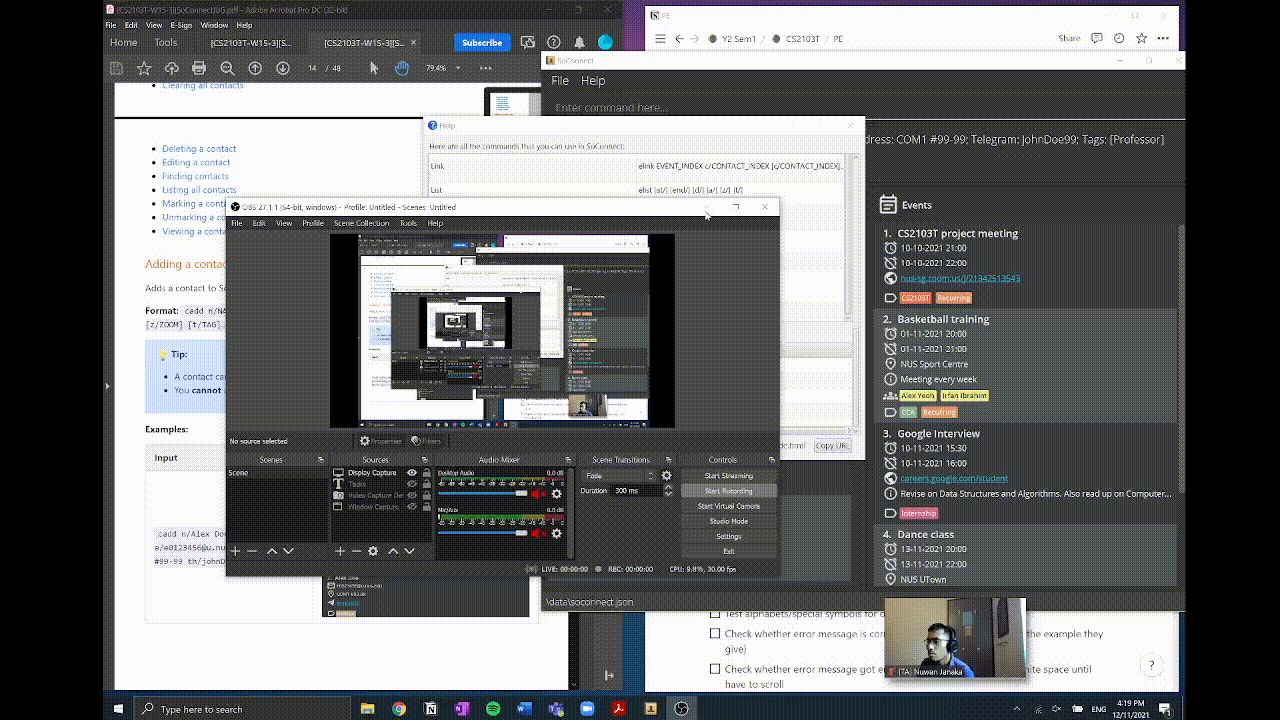 [CS2103T-W15-3][SoConnect]UG.pdf - Adobe Acrobat Pro DC (32-bit)
File Edit View E-Sign Window Help
Home Tools [CS2103T-W15-3][S... [CS2103T-W15-3][S... × Subscribe
14 / 48 79.4%
Clearing all contacts
Deleting a contact
Editing a contact
Finding contacts
Listing all contacts
Marking a conta
Unmarking a co
Viewing a conta
Adding a contac
Adds a contact to So
Format: cadd n/NA
[z/ZOOM] [t/TAG]
Tip:
A contact can
You cannot
Examples:
Input
cadd n/Alex Doe
e/e0123456@u.nus
#99-99 th/johnD
PE
Y2 Sem1 / CS2103T / PE
Share
SoConnect
File Help
Enter command here...
dress: COM1 #99-99; Telegram: JohnDoe99; Tags: [Professor]
Help
Here are all the commands that you can use in SoConnect:
Link elink EVENT_INDEX c/CONTACT_INDEX [c/CONTACT_INDEX]...
List elist [at/] [end/] [d/] [a/] [z/] [t/]
de.html. Copy URL
OBS 27.1.1 (64-bit, windows) - Profile: Untitled - Scenes: Untitled
File Edit View Profile Scene Collection Tools Help
No source selected Properties Filters
Scenes Sources Audio Mixer Scene Transitions Controls
Scene
Display Capture
Tasks
Video Capture De
Window Capture
Desktop Audio 0.0 dB
Mic/Aux 0.0 dB
Fade
Duration 300 ms
Start Streaming
Start Recording
Start Virtual Camera
Studio Mode
Settings
Exit
LIVE: 00:00:00 REC: 00:00:00 CPU: 9.8%, 30.00 fps
Events
1. CS2103T project meeting
10-10-2021 21:00
10-10-2021 22:00
nus-sg.zoom.us/j/21342513543
CS2103T Recurring
2. Basketball training
01-11-2021 20:00
01-11-2021 21:00
NUS Sport Centre
Meeting every week
Alex Yeoh Irfan Ibrahim
CCA Recurring
3. Google Interview
10-11-2021 15:30
10-11-2021 16:00
careers.google.com/student
Revise on Data Structures and Algorithms. Also read up on Computer...
Internship
4. Dance class
13-11-2021 20:00
13-11-2021 22:00
NUS UTown
\data\soconnect.json
Test alphabets/special symbols for
Check whether error message is con the example they
give)
Check whether error message got e ite space until
have to scroll
[TA] Nuwan Janaka
?
Type here to search
ENG
4:19 PM
12/11/2021